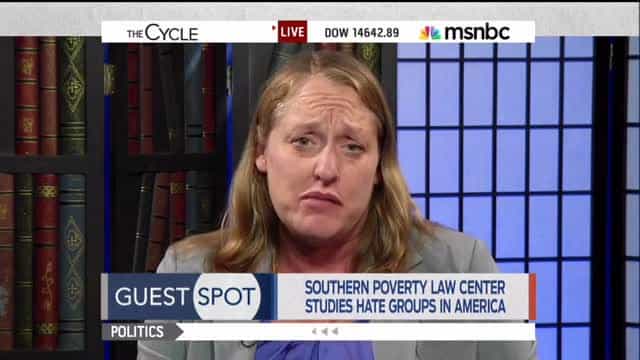 THE CYCLE
LIVE
DOW 14642.89
msnbc
GUEST SPOT
SOUTHERN POVERTY LAW CENTER
STUDIES HATE GROUPS IN AMERICA
POLITICS